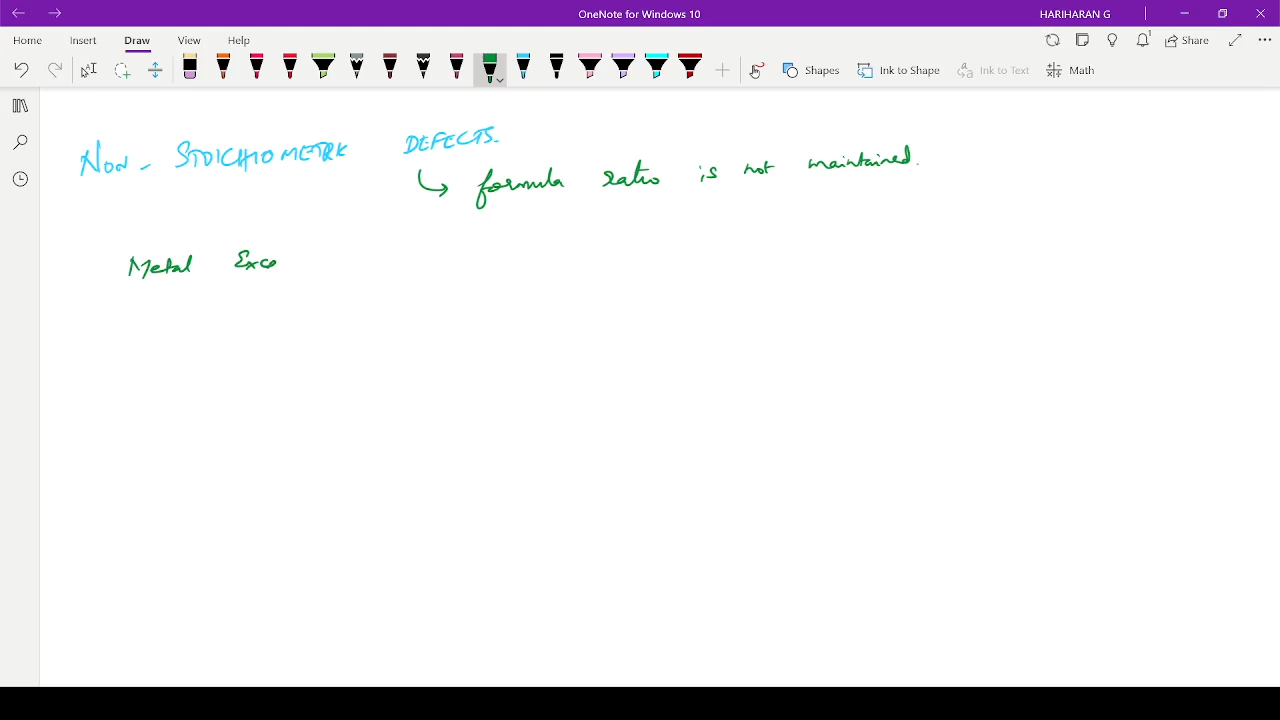 OneNote for Windows 10
HARIHARAN G
Home Insert Draw View Help
Share
Shapes Ink to Shape Ink to Text Math
NON - STOICHIOMETRIC DEFECTS.
↳ formula ratio is not maintained.
Metal Exce